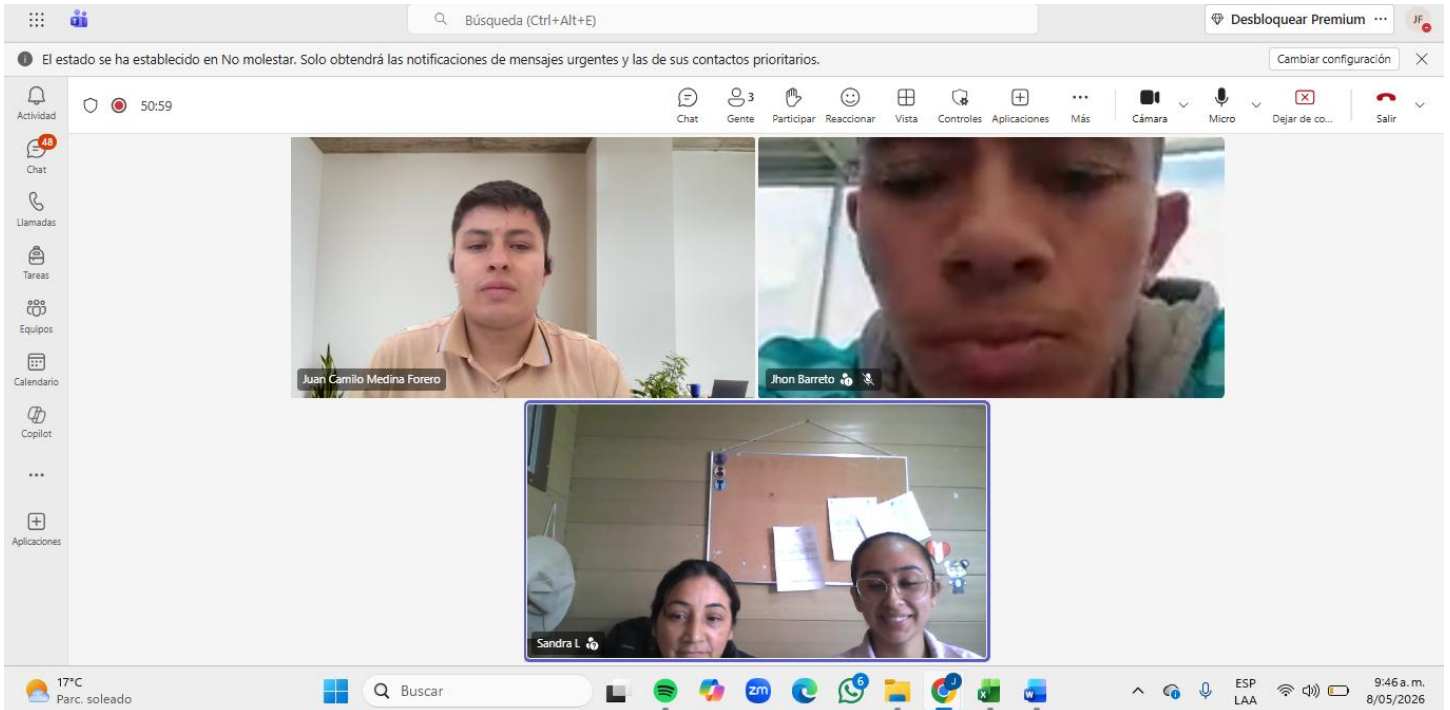 Búsqueda (Ctrl+Alt+E)
Desbloquear Premium
JF
El estado se ha establecido en No molestar. Solo obtendrá las notificaciones de mensajes urgentes y las de sus contactos prioritarios.
Cambiar configuración
Actividad
50:59
Chat
3
Gente
Participar
Reaccionar
Vista
Controles
Aplicaciones
Más
Cámara
Micro
Dejar de co...
Salir
48
Chat
Llamadas
Tareas
Equipos
Calendario
Copilot
Aplicaciones
Juan Camilo Medina Forero
Jhon Barreto
Sandra L
17°C
Parc. soleado
Buscar
zm
6
J
ESP
LAA
9:46 a. m.
8/05/2026